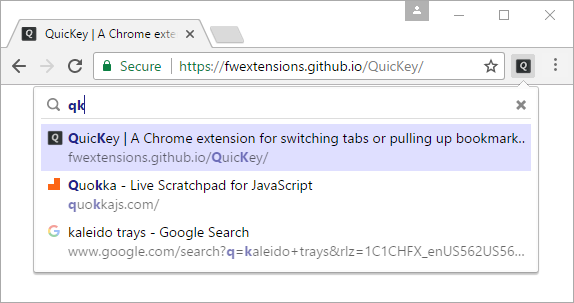 QuicKey | A Chrome exte
Secure https://fwextensions.github.io/QuicKey/
qk
QuicKey | A Chrome extension for switching tabs or pulling up bookmark..
fwextensions.github.io/QuicKey/
Quokka - Live Scratchpad for JavaScript
quokkajs.com/
kaleido trays - Google Search
www.google.com/search?q=kaleido+trays&rlz=1C1CHFX_enUS562US56...